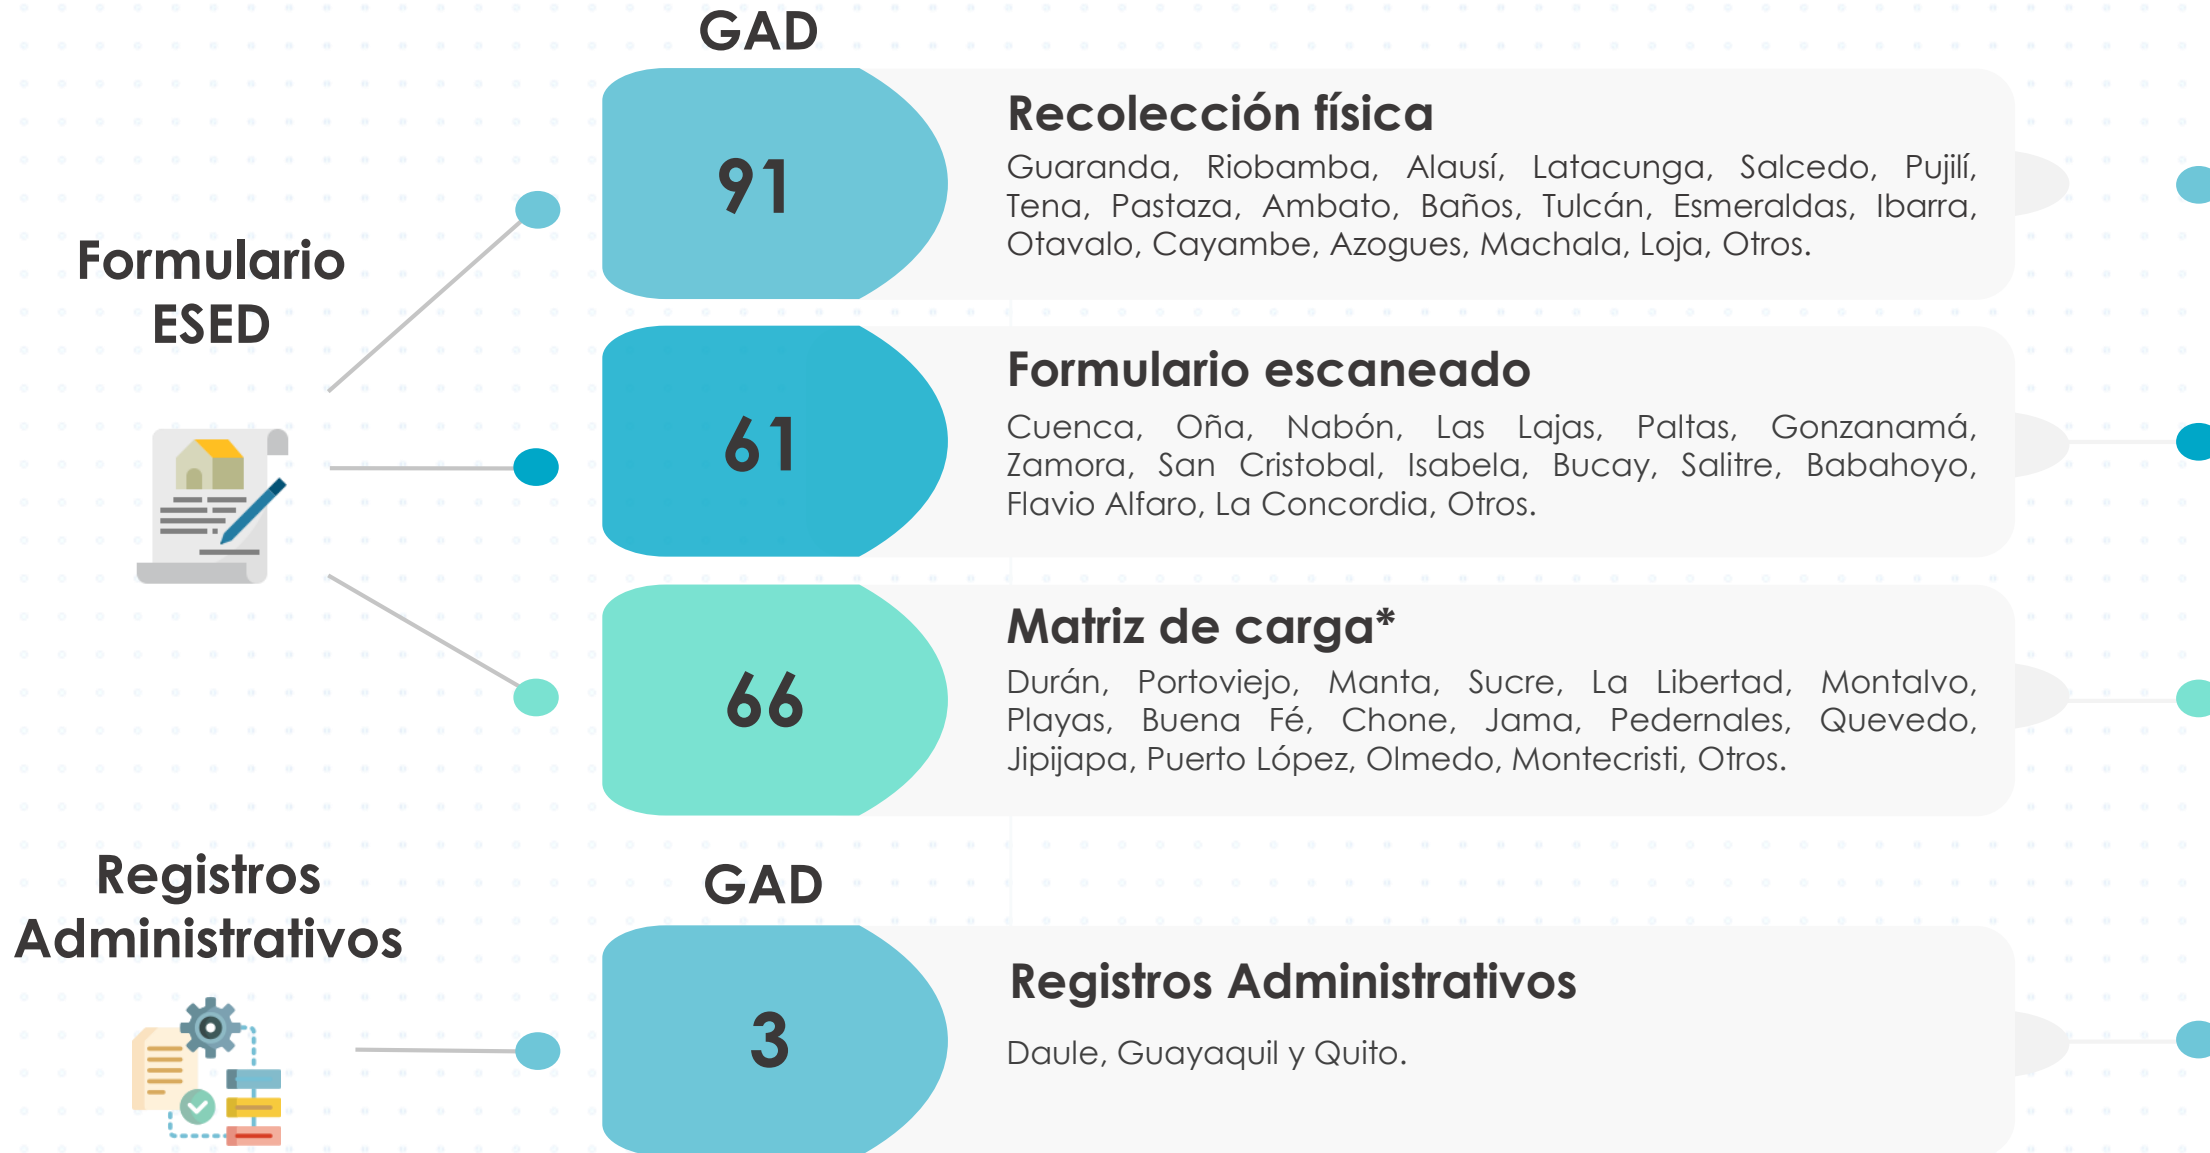 GAD
Formulario
ESED
91
Recolección física
Guaranda, Riobamba, Alausí, Latacunga, Salcedo, Pujilí,
Tena, Pastaza, Ambato, Baños, Tulcán, Esmeraldas, Ibarra,
Otavalo, Cayambe, Azogues, Machala, Loja, Otros.
61
Formulario escaneado
Cuenca, Oña, Nabón, Las Lajas, Paltas, Gonzanamá,
Zamora, San Cristobal, Isabela, Bucay, Salitre, Babahoyo,
Flavio Alfaro, La Concordia, Otros.
66
Matriz de carga*
Durán, Portoviejo, Manta, Sucre, La Libertad, Montalvo,
Playas, Buena Fé, Chone, Jama, Pedernales, Quevedo,
Jipijapa, Puerto López, Olmedo, Montecristi, Otros.
Registros
Administrativos
GAD
3
Registros Administrativos
Daule, Guayaquil y Quito.